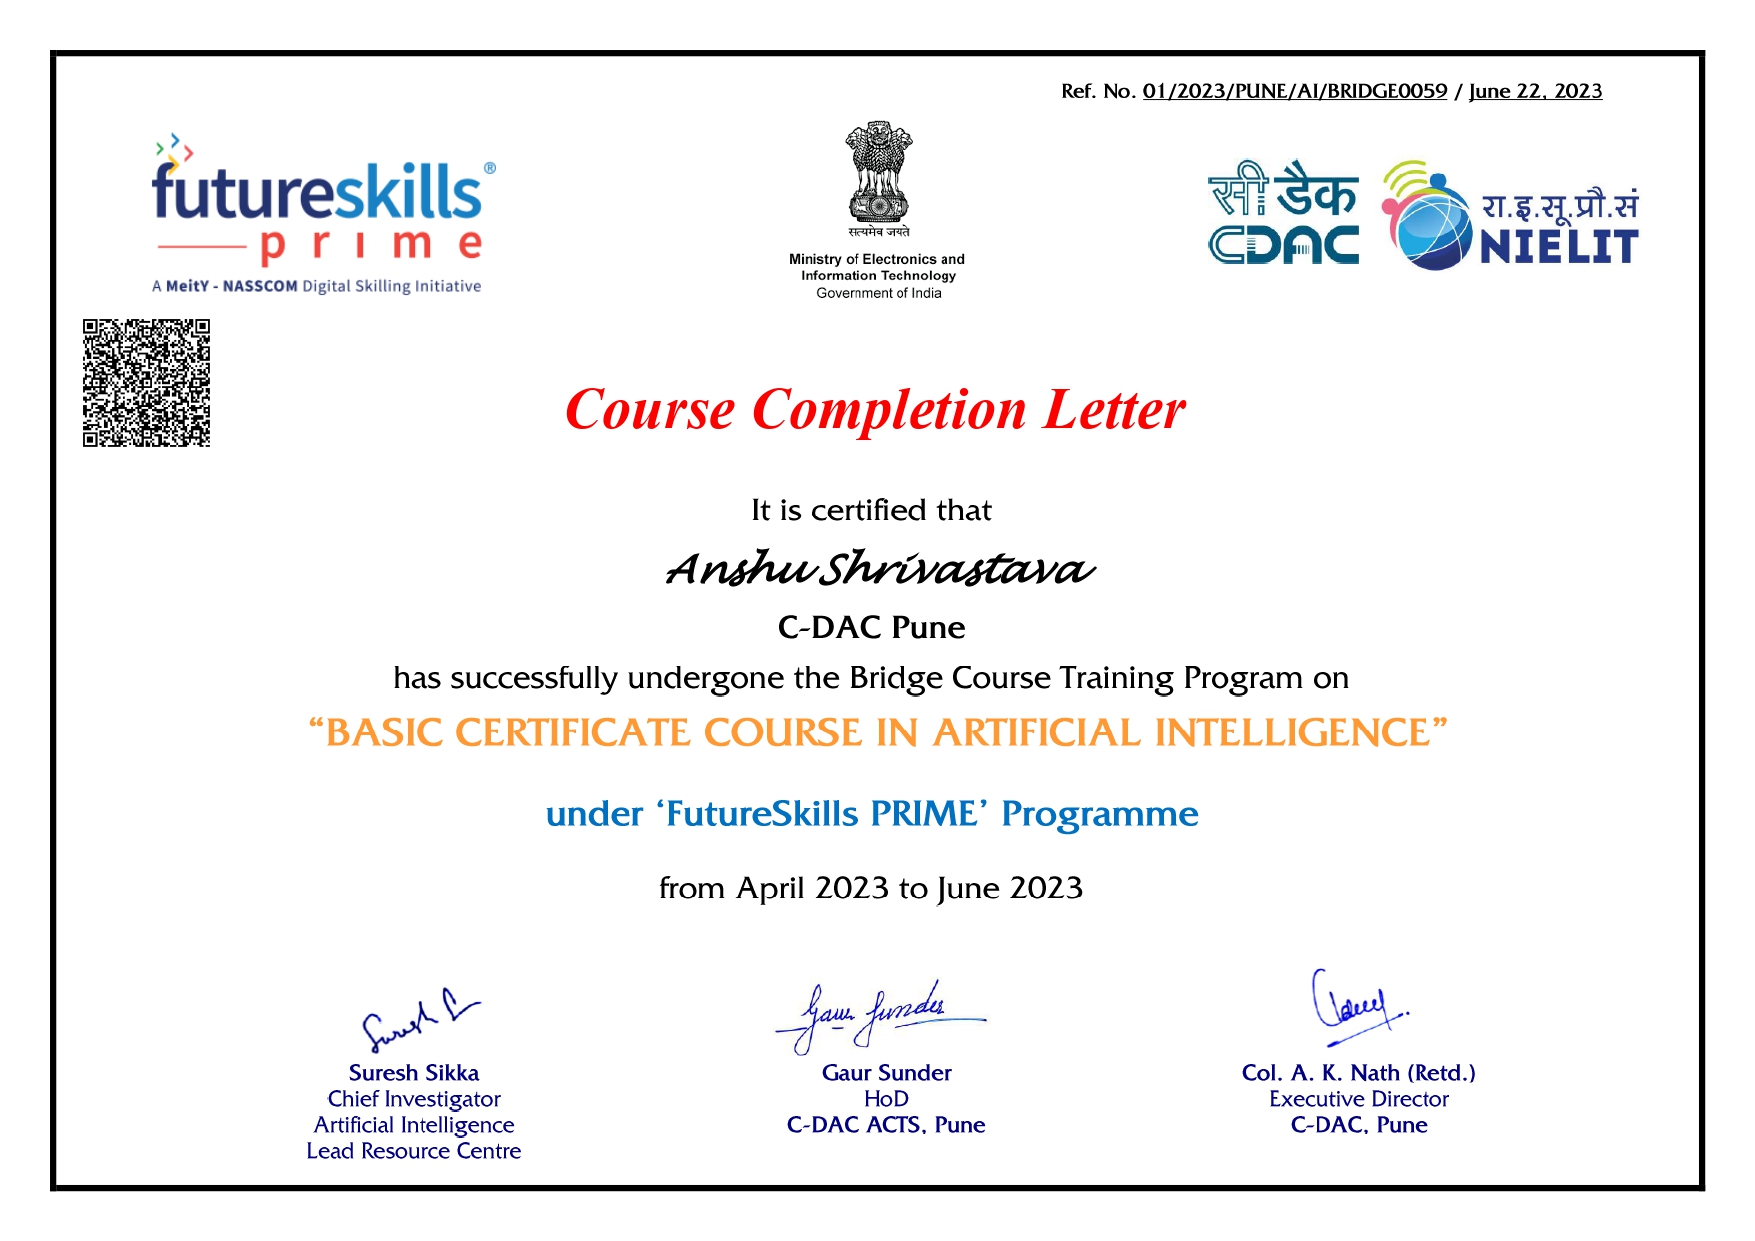 Ref. No. 01/2023/PUNE/AI/BRIDGE0059 / June 22, 2023
futureskills®
prime
A MeitY - NASSCOM Digital Skilling Initiative
सत्यमेव जयते
Ministry of Electronics and
Information Technology
Government of India
सी डैक
CDAC
रा.इ.सू.प्रौ.सं
NIELIT
Course Completion Letter
It is certified that
Anshu Shrivastava
C-DAC Pune
has successfully undergone the Bridge Course Training Program on
“BASIC CERTIFICATE COURSE IN ARTIFICIAL INTELLIGENCE”
under ‘FutureSkills PRIME’ Programme
from April 2023 to June 2023
Suresh S
Gaur Sunder
Suresh Sikka
Chief Investigator
Artificial Intelligence
Lead Resource Centre
Gaur Sunder
HoD
C-DAC ACTS, Pune
Col. A. K. Nath (Retd.)
Executive Director
C-DAC, Pune